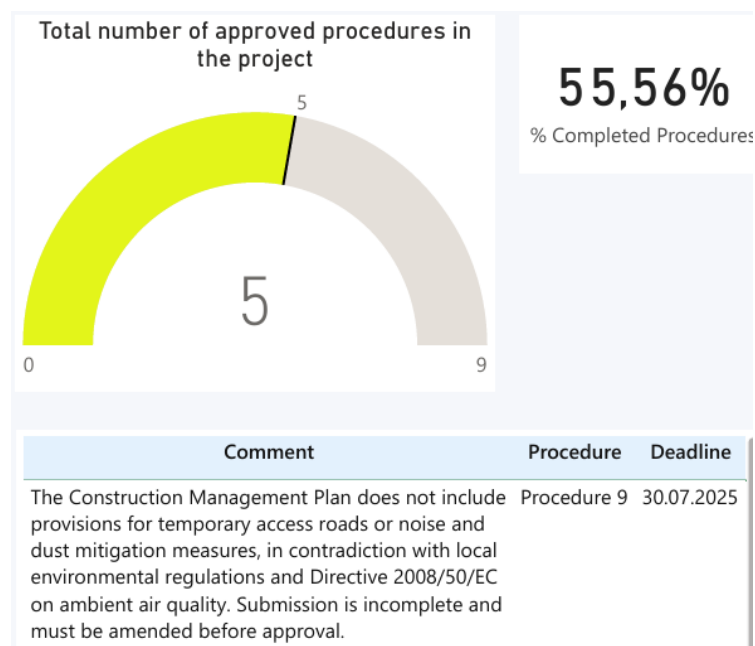 Total number of approved procedures in
the project
5
5
0
9
55,56%
% Completed Procedures
Comment Procedure Deadline
The Construction Management Plan does not include Procedure 9 30.07.2025
provisions for temporary access roads or noise and
dust mitigation measures, in contradiction with local
environmental regulations and Directive 2008/50/EC
on ambient air quality. Submission is incomplete and
must be amended before approval.